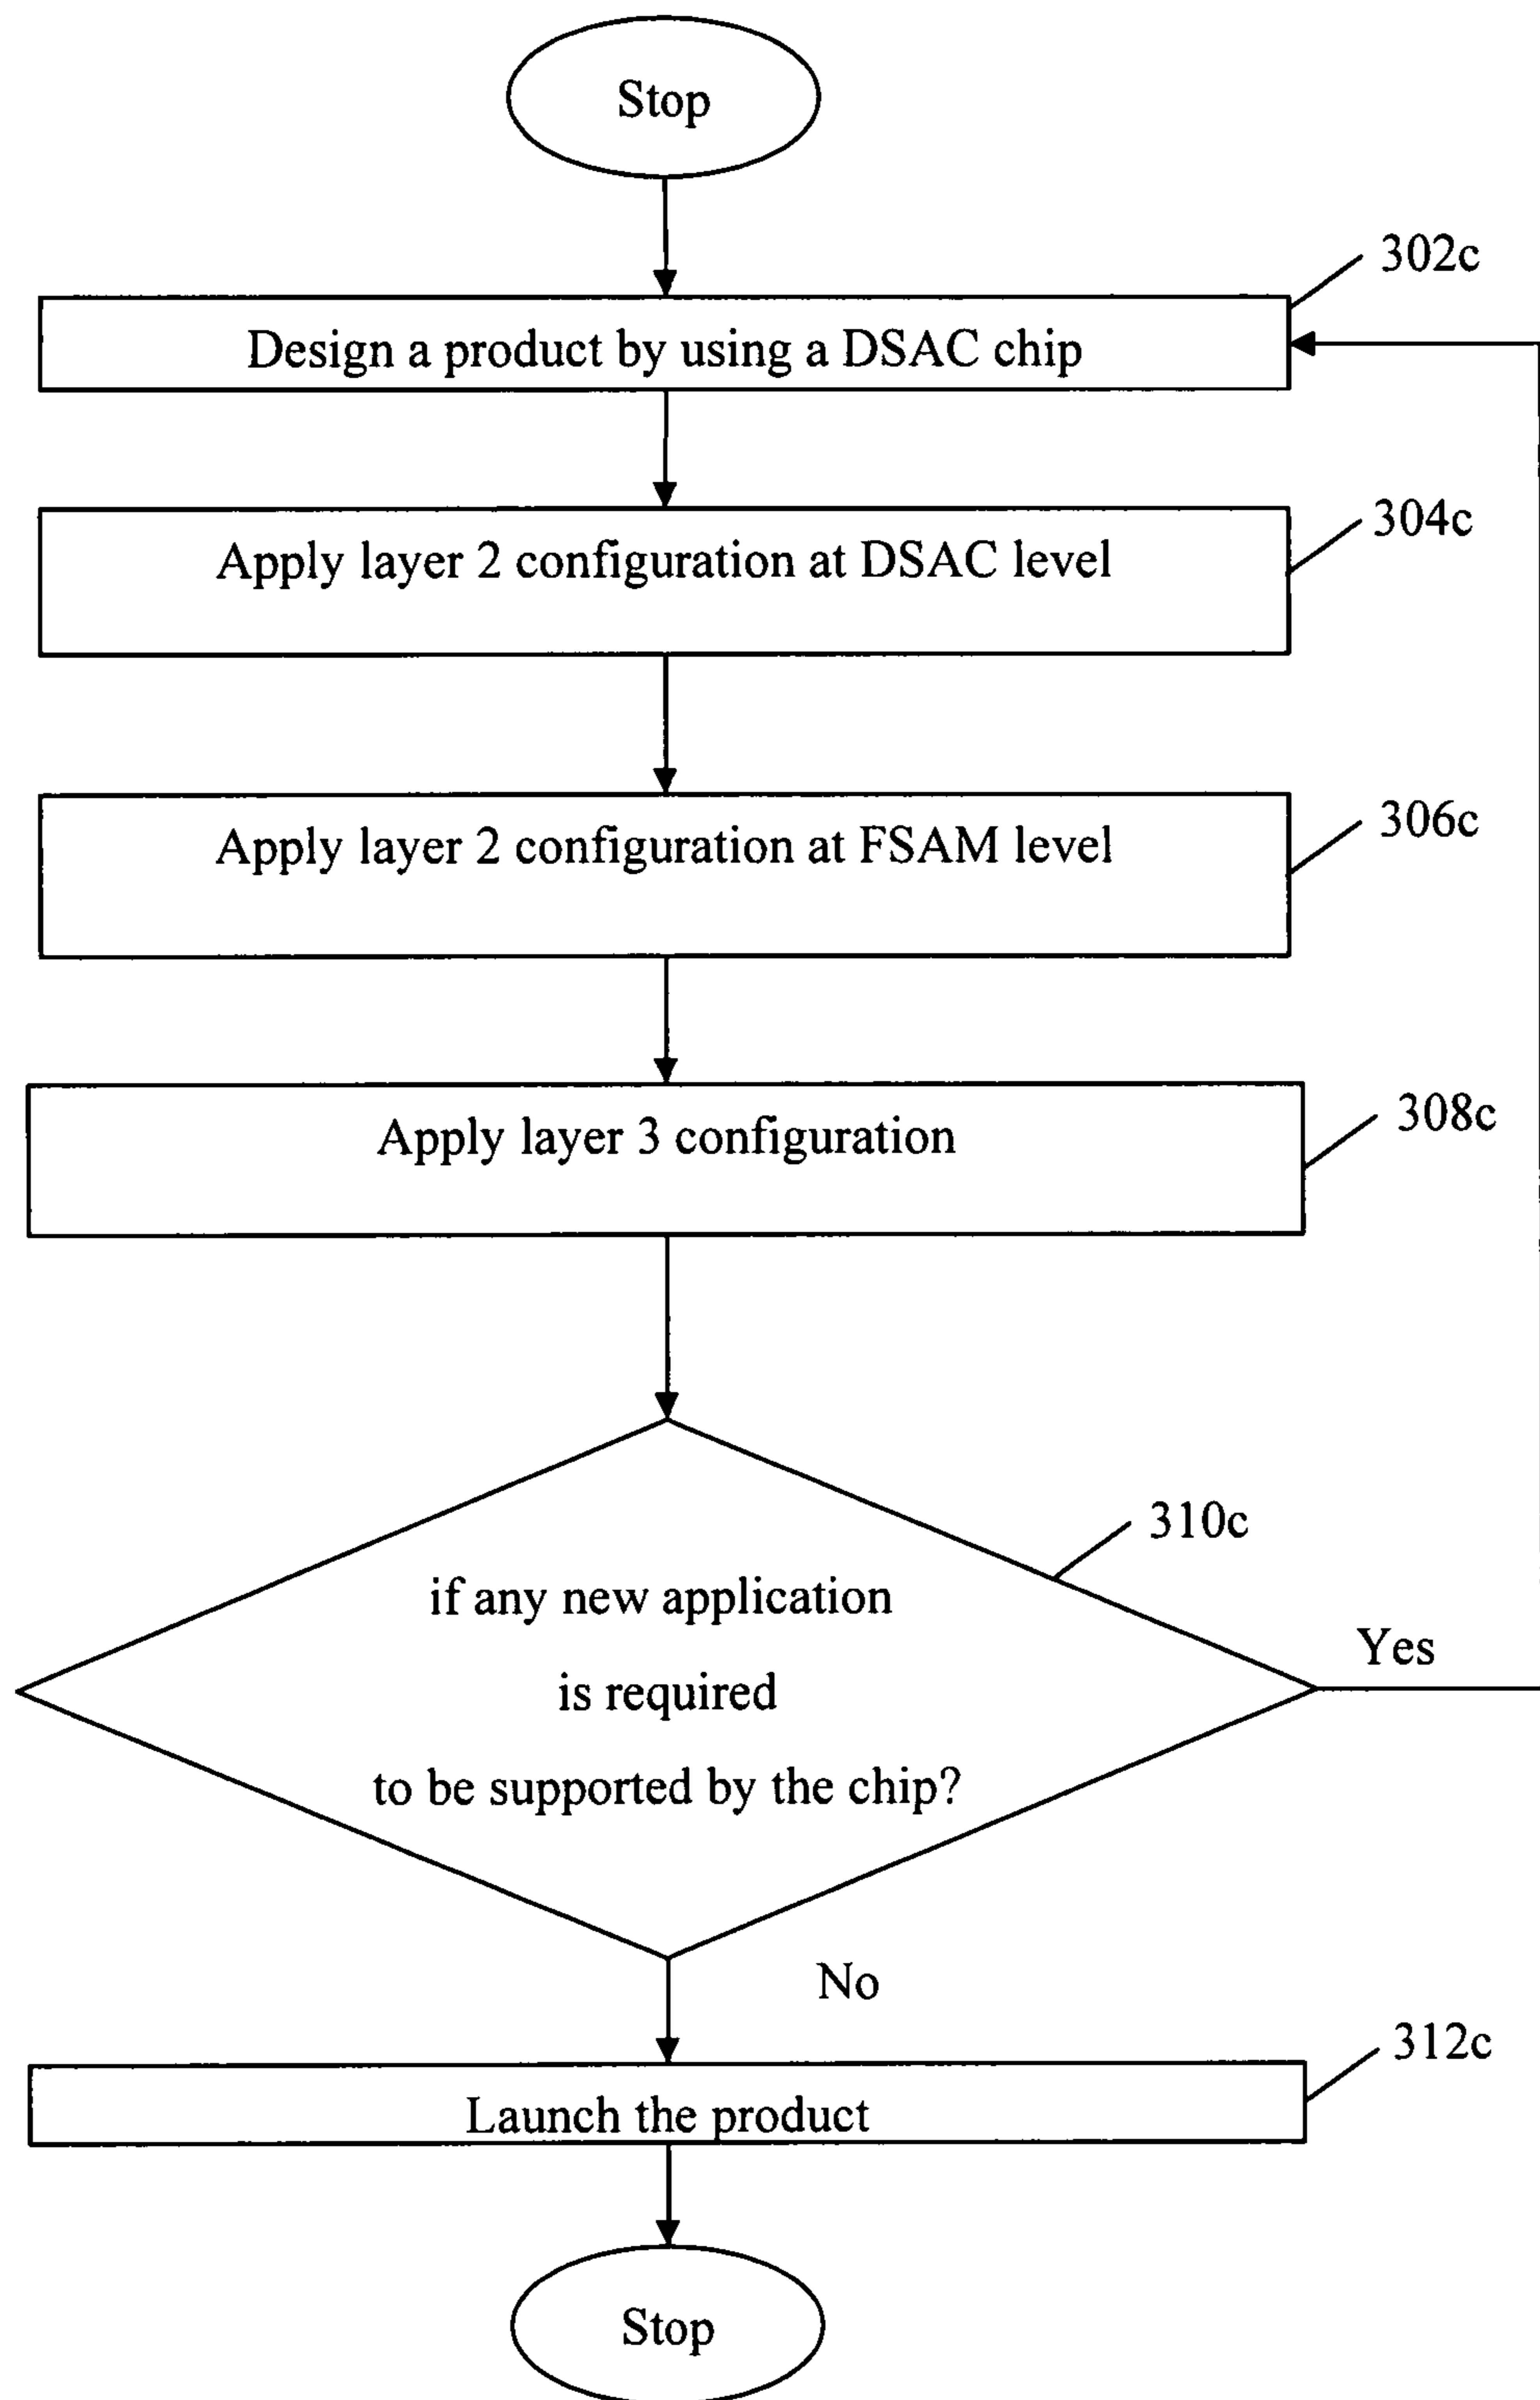 Stop
302c
Design a product by using a DSAC chip
304c
Apply layer 2 configuration at DSAC level
306c
Apply layer 2 configuration at FSAM level
308c
Apply layer 3 configuration
310c
if any new application
is required
to be supported by the chip?
Yes
No
312c
Launch the product
Stop